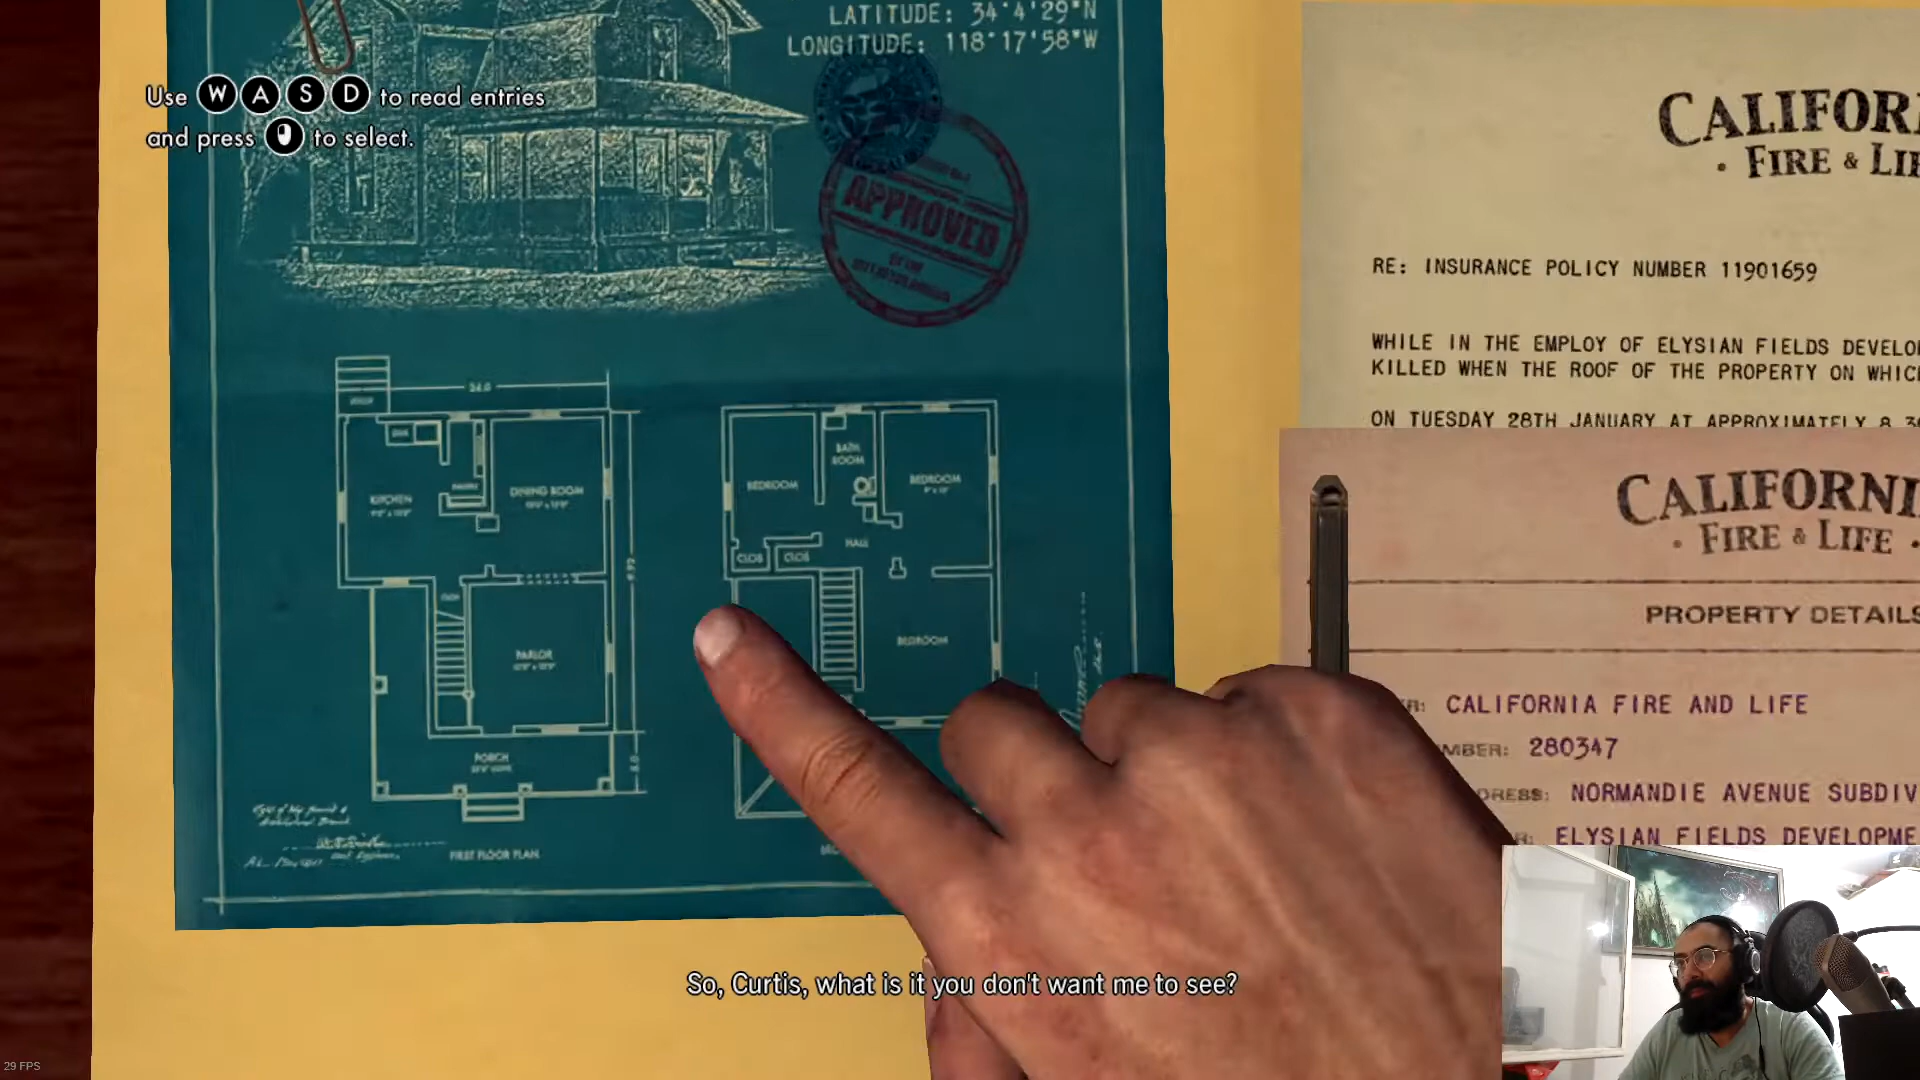 LATITUDE: 34°4'29"N
LONGITUDE: 118°17'58"W
Use W A S D to read entries
and press to select.
APPROVED
CALIFOR
• FIRE & LIF
RE: INSURANCE POLICY NUMBER 11901659
WHILE IN THE EMPLOY OF ELYSIAN FIELDS DEVELO
KILLED WHEN THE ROOF OF THE PROPERTY ON WHIC
ON TUESDAY 28TH JANUARY AT APPROXIMATELY 8
CALIFORNI
• FIRE & LIFE •
PROPERTY DETAILS
CALIFORNIA FIRE AND LIFE
MBER: 280347
DRESS: NORMANDIE AVENUE SUBDIV
ELYSIAN FIELDS DEVELOPME
KITCHEN
DINING ROOM
PARLOR
PORCH
FIRST FLOOR PLAN
BEDROOM
BATH
ROOM
BEDROOM
CLOS
CLOS
HALL
BEDROOM
So, Curtis, what is it you don't want me to see?
29 FPS